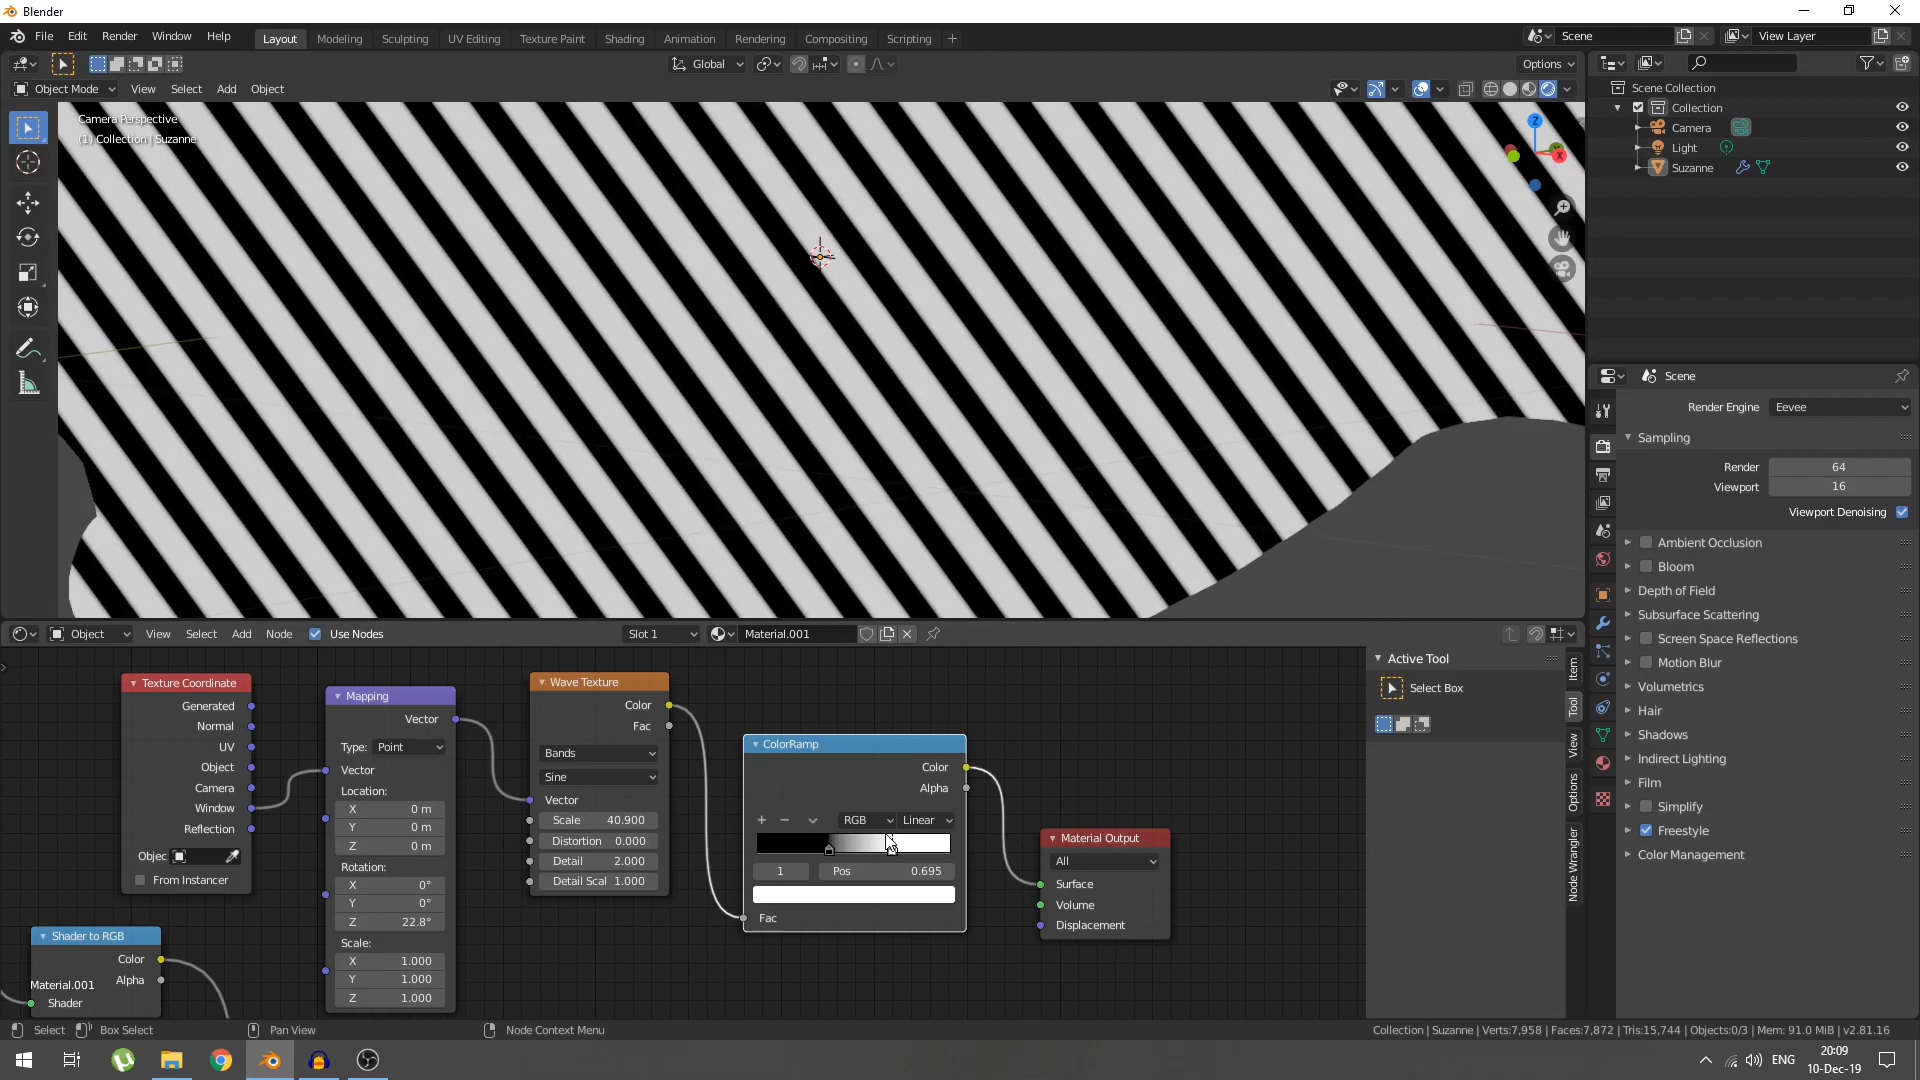 Blender
File Edit Render Window Help
Layout Modeling Sculpting UV Editing Texture Paint Shading Animation Rendering Compositing Scripting +
Scene
View Layer
Global
Options
Object Mode View Select Add Object
Camera Perspective
(1) Collection | Suzanne
Z
X
Scene Collection
Collection
Camera
Light
Suzanne
Scene
Render Engine Eevee
Sampling
Render 64
Viewport 16
Viewport Denoising
Ambient Occlusion
Bloom
Depth of Field
Subsurface Scattering
Screen Space Reflections
Motion Blur
Volumetrics
Hair
Shadows
Indirect Lighting
Film
Simplify
Freestyle
Color Management
Object View Select Add Node Use Nodes
Slot 1 Material.001
Texture Coordinate
Generated
Normal
UV
Object
Camera
Window
Reflection
Objec
From Instancer
Mapping
Vector
Type: Point
Vector
Location:
X 0 m
Y 0 m
Z 0 m
Rotation:
X 0°
Y 0°
Z 22.8°
Scale:
X 1.000
Y 1.000
Z 1.000
Wave Texture
Color
Fac
Bands
Sine
Vector
Scale 40.900
Distortion 0.000
Detail 2.000
Detail Scal 1.000
ColorRamp
Color
Alpha
+ − RGB Linear
1 Pos 0.695
Fac
Material Output
All
Surface
Volume
Displacement
Shader to RGB
Color
Alpha
Material.001
Shader
Active Tool
Select Box
Item
Tool
View
Options
Node Wrangler
Select Box Select Pan View Node Context Menu
Collection | Suzanne | Verts:7,958 | Faces:7,872 | Tris:15,744 | Objects:0/3 | Mem: 91.0 MiB | v2.81.16
ENG
20:09
10-Dec-19